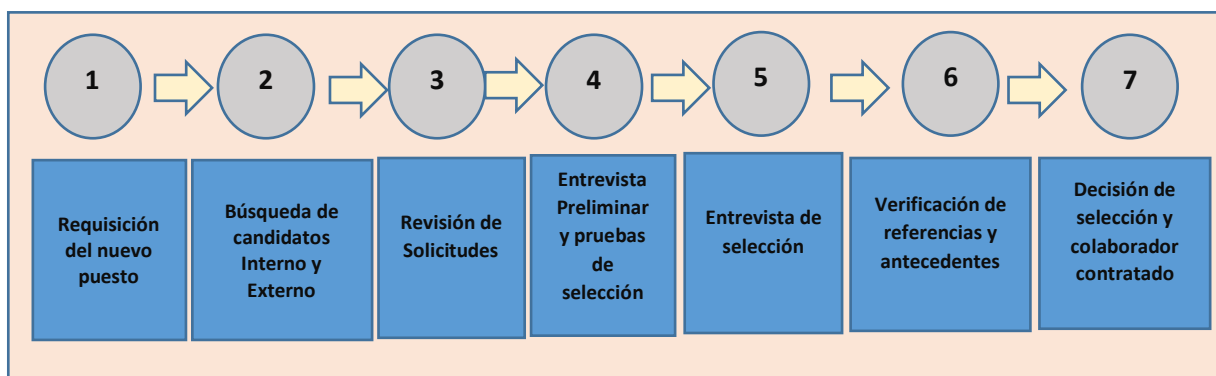 1
2
3
4
5
6
7
Requisición
del nuevo
puesto
Búsqueda de
candidatos
Interno y
Externo
Revisión de
Solicitudes
Entrevista
Preliminar
y pruebas
de
selección
Entrevista de
selección
Verificación de
referencias y
antecedentes
Decisión de
selección y
colaborador
contratado